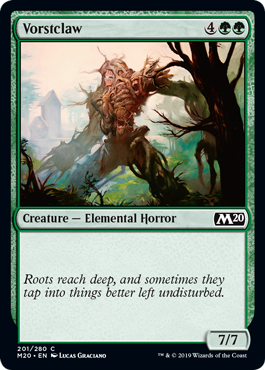 Vorstclaw 4
Creature — Elemental Horror M20
Roots reach deep, and sometimes they
tap into things better left undisturbed.
7/7
201/280 C
M20 • EN Lucas Graciano ™ & © 2019 Wizards of the Coast